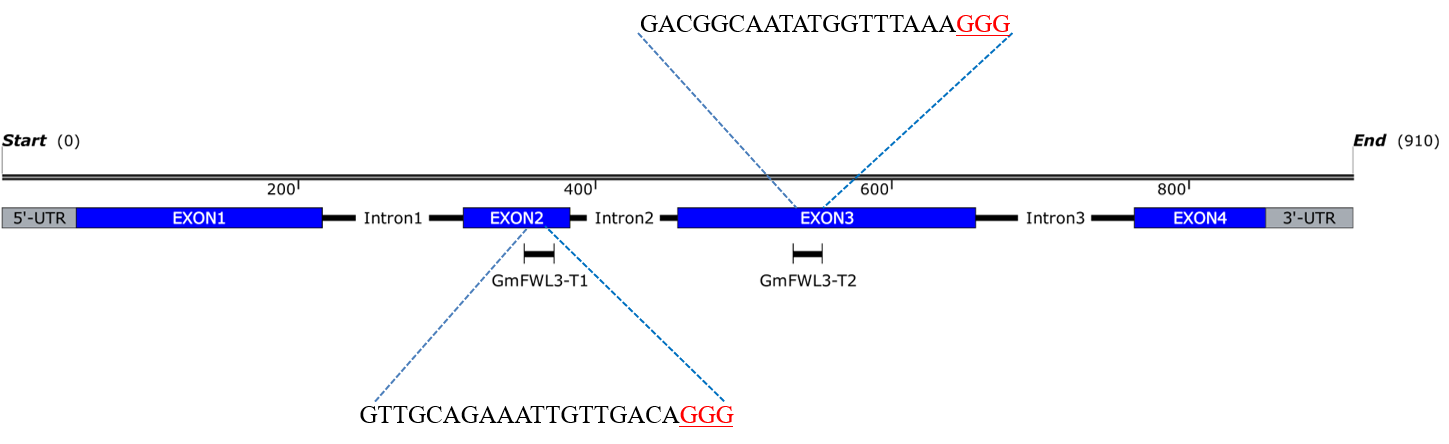 GACGGCAATATGGTTTAAAGGG
Start (0)
End (910)
200 400 600 800
5'-UTR EXON1 Intron1 EXON2 Intron2 EXON3 Intron3 EXON4 3'-UTR
GmFWL3-T1 GmFWL3-T2
GTTGCAGAAATTGTTGACAGGG